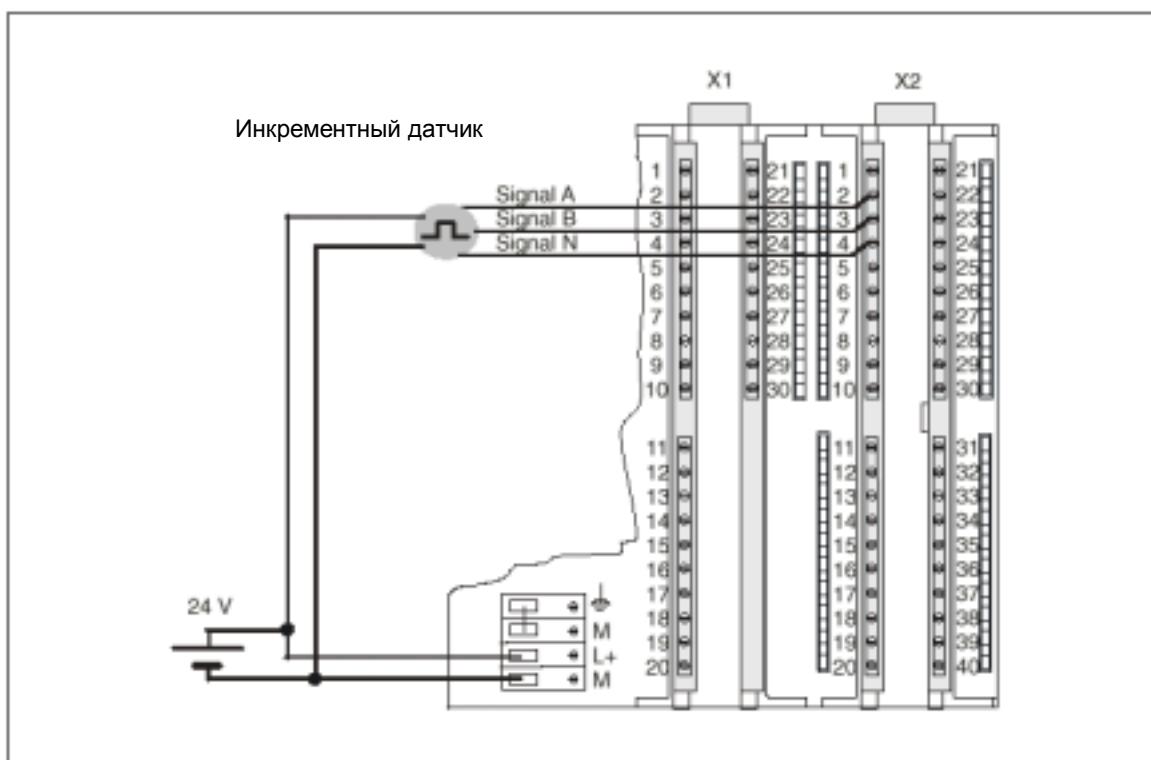 X1 X2
Инкрементный датчик
1 21 1 21
Signal A 2 22 2 22
Signal B 3 23 3 23
Signal N 4 24 4 24
5 25 5 25
6 26 6 26
7 27 7 27
8 28 8 28
9 29 9 29
10 30 10 30
11 11 31
12 12 32
13 13 33
14 14 34
15 15 35
16 16 36
17 17 37
24 V
18 18 38
M 19 19 39
L+ 20 20 40
M